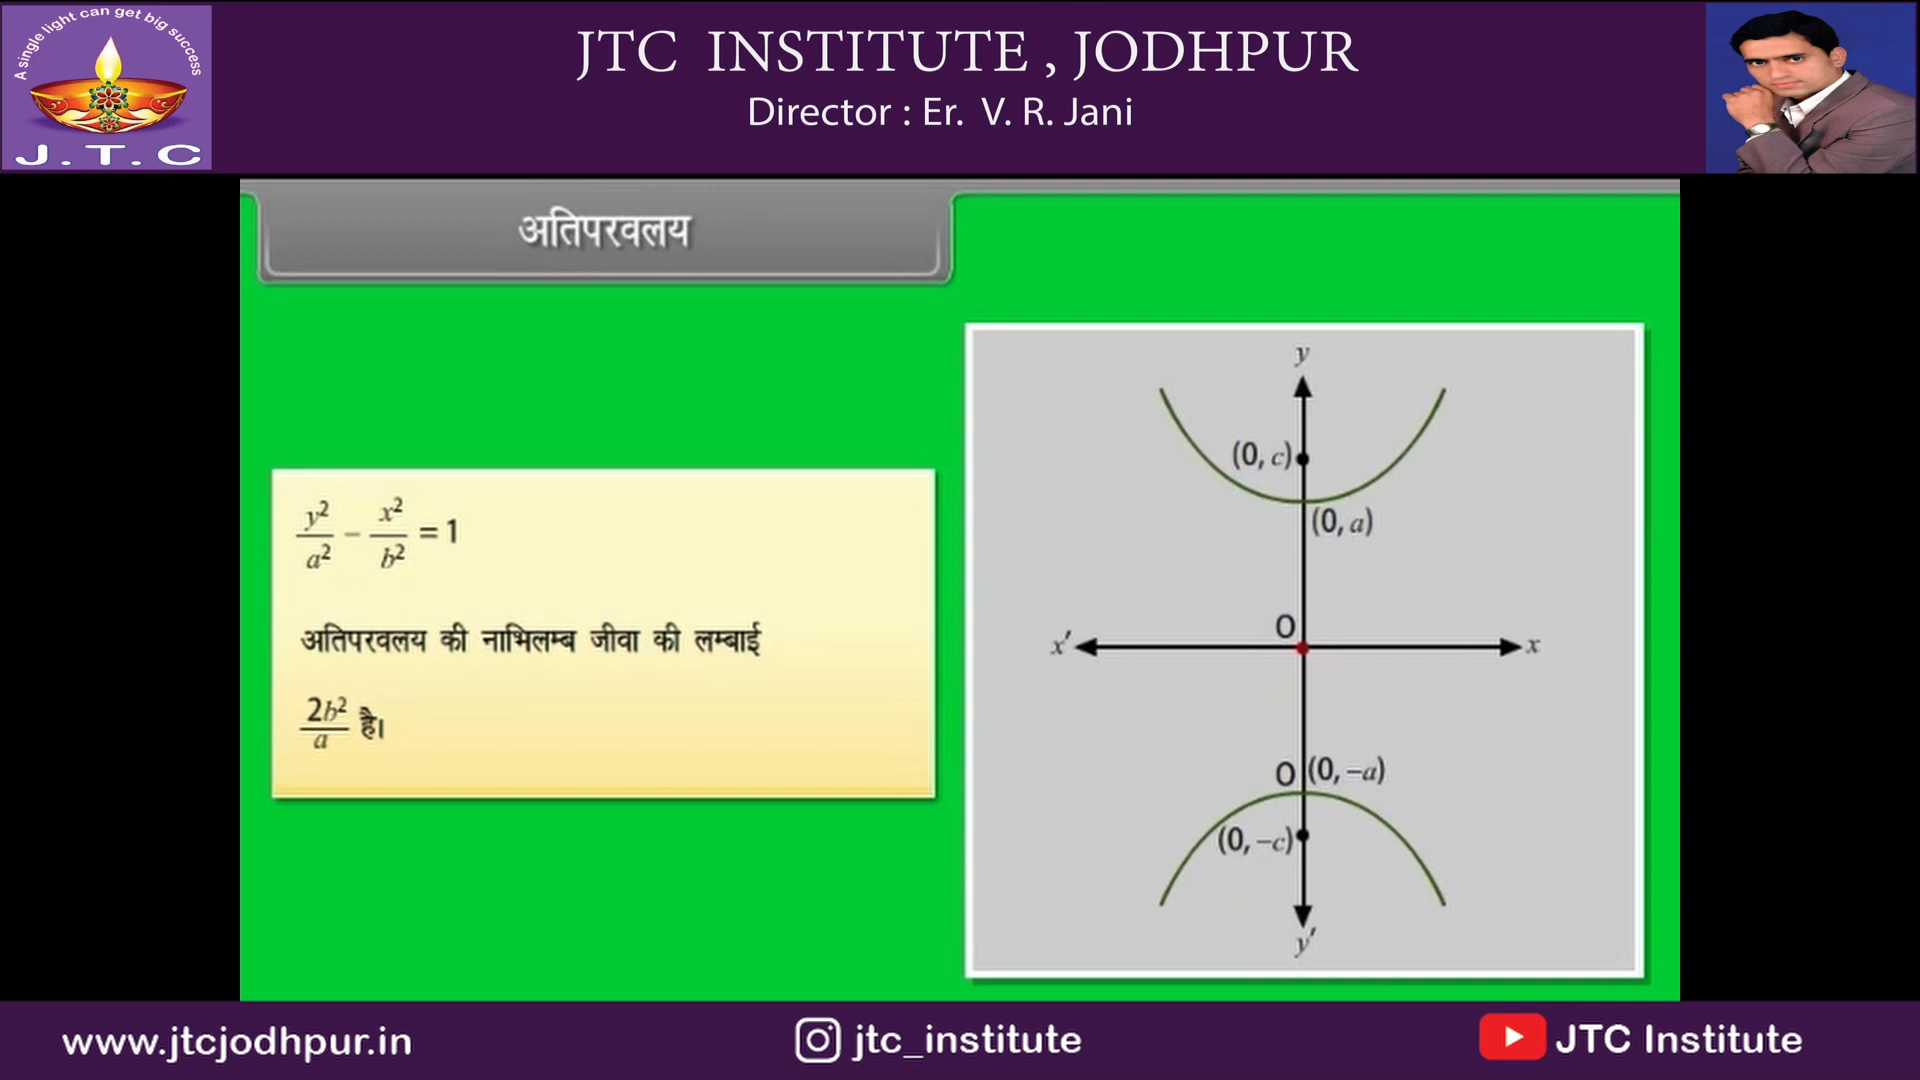 A single light can get big success
J.T.C
JTC INSTITUTE , JODHPUR
Director : Er. V. R. Jani
अतिपरवलय
y²/a² − x²/b² = 1
अतिपरवलय की नाभिलम्ब जीवा की लम्बाई
2b²/a है।
y
(0, c)
(0, a)
O
x′
x
O (0, −a)
(0, −c)
y′
www.jtcjodhpur.in
jtc_institute
JTC Institute